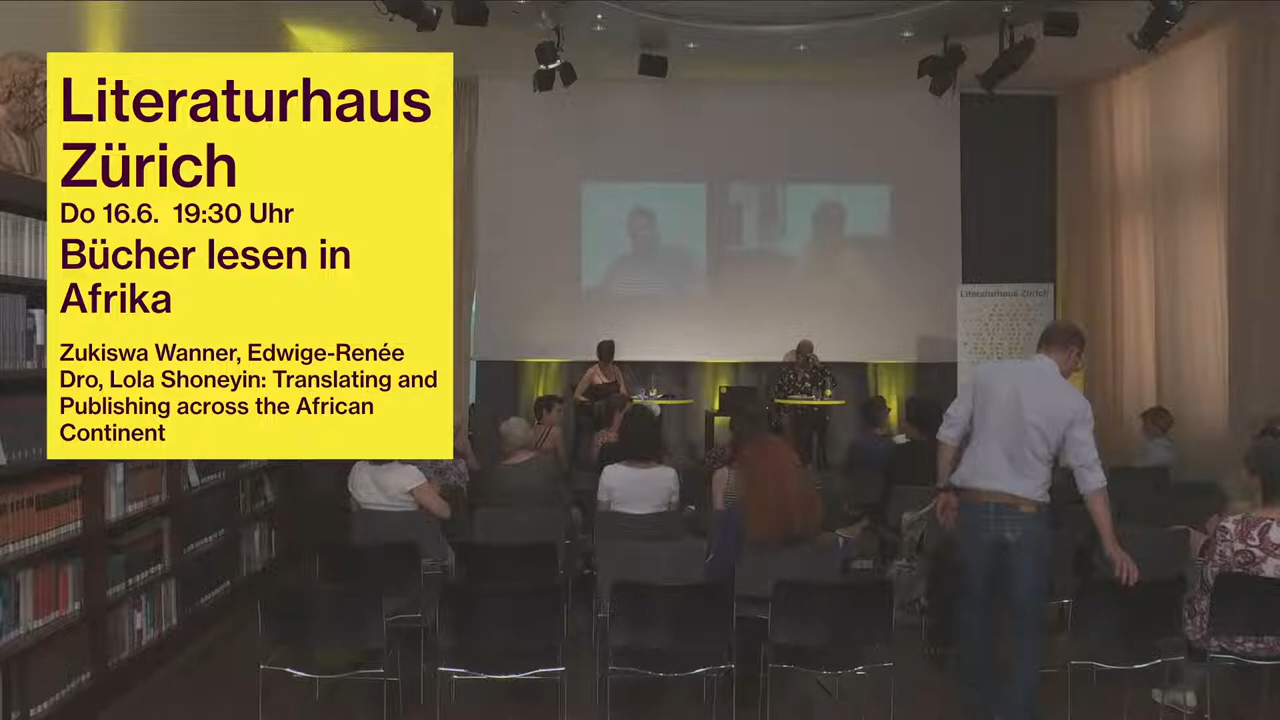 Literaturhaus
Zürich
Do 16.6. 19:30 Uhr
Bücher lesen in
Afrika
Zukiswa Wanner, Edwige-Renée
Dro, Lola Shoneyin: Translating and
Publishing across the African
Continent
Literaturhaus Zürich